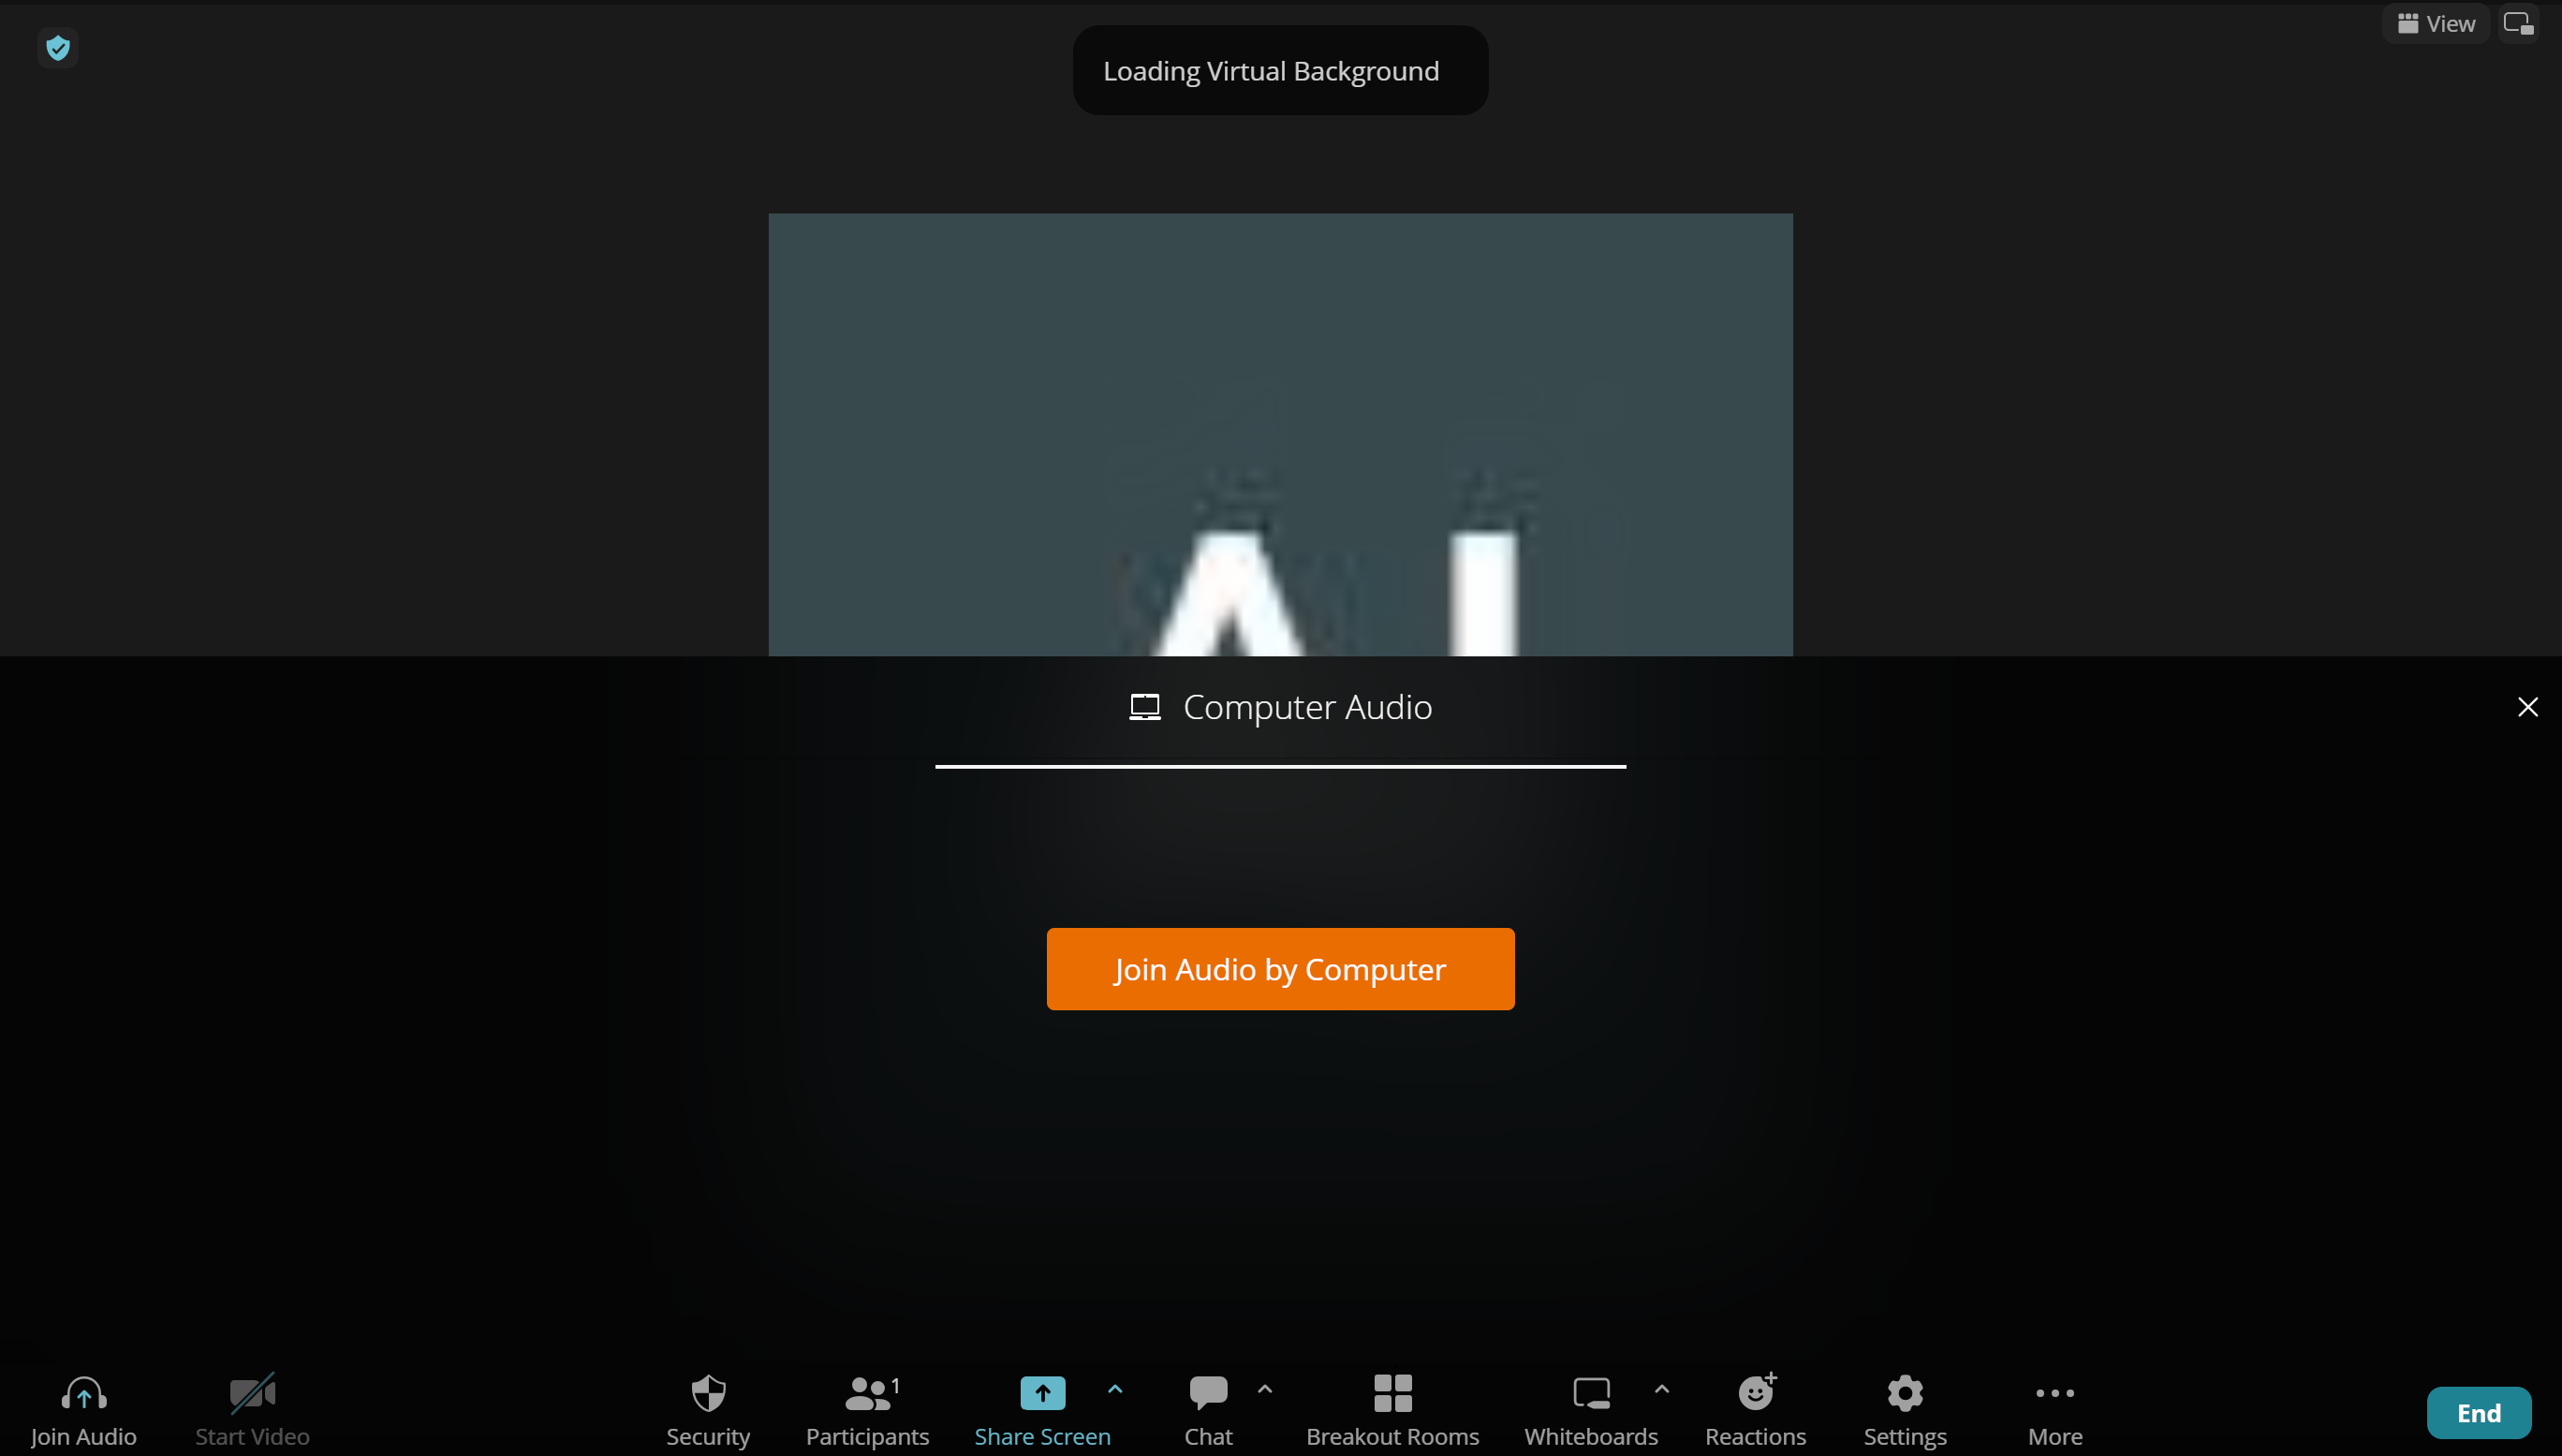 View
Loading Virtual Background
AI
Computer Audio
Join Audio by Computer
Join Audio
Start Video
Security
Participants
1
Share Screen
Chat
Breakout Rooms
Whiteboards
Reactions
Settings
More
End